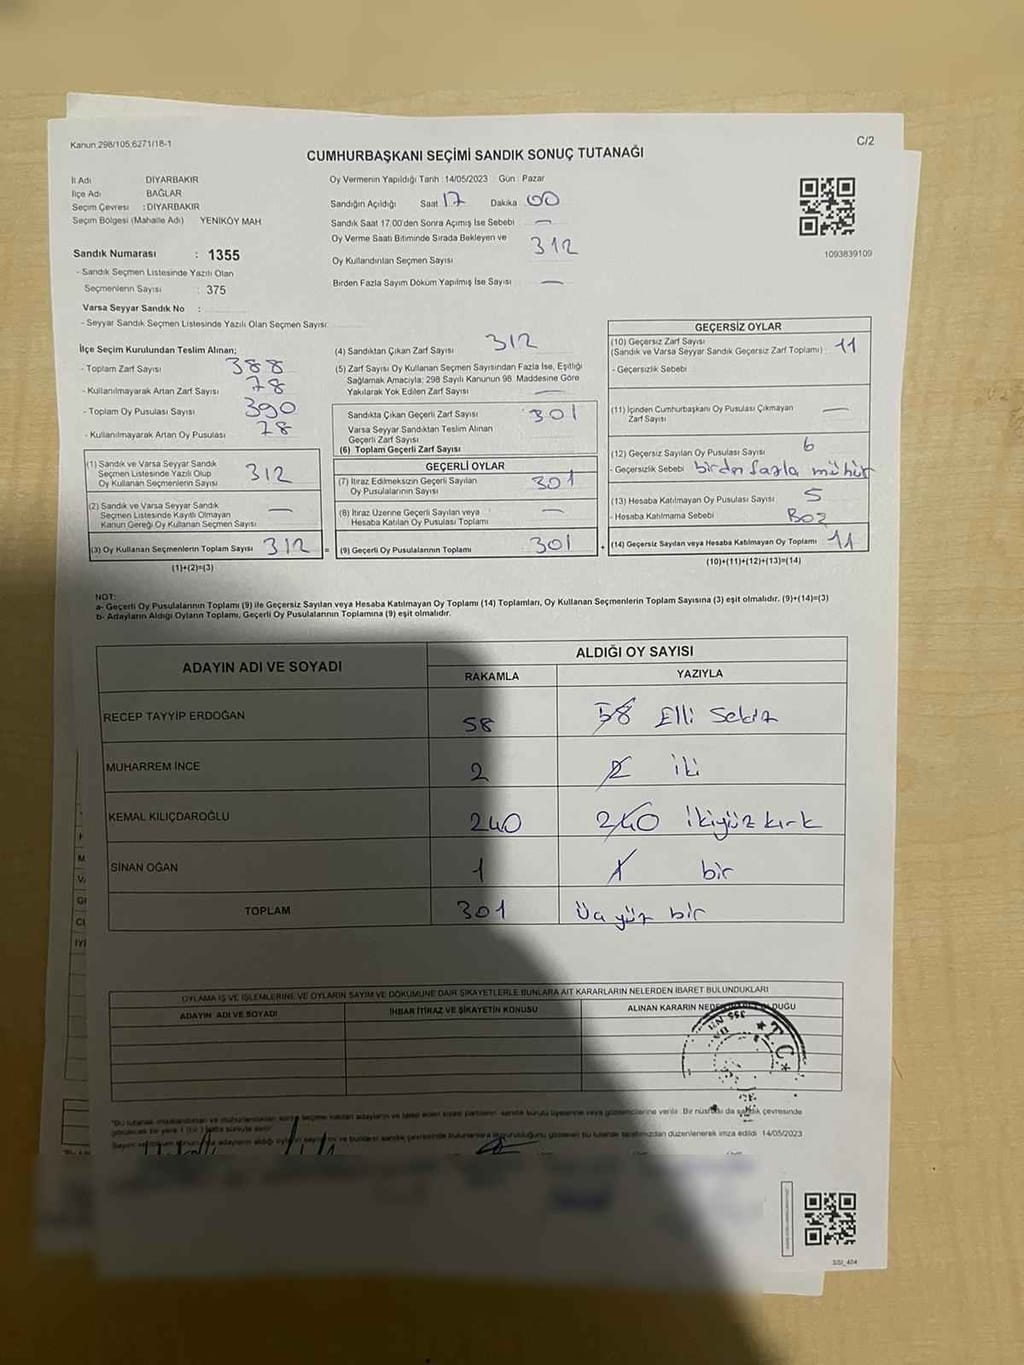 Kanun 298/105,6271/18-1
C/2
CUMHURBAŞKANI SEÇİMİ SANDIK SONUÇ TUTANAĞI
İl Adı DİYARBAKIR
İlçe Adı BAĞLAR
Seçim Çevresi : DİYARBAKIR
Seçim Bölgesi (Mahalle Adı) YENİKÖY MAH
Sandık Numarası : 1355
- Sandık Seçmen Listesinde Yazılı Olan
Seçmenlerin Sayısı : 375
Varsa Seyyar Sandık No :
- Seyyar Sandık Seçmen Listesinde Yazılı Olan Seçmen Sayısı:
Oy Vermenin Yapıldığı Tarih : 14/05/2023 Gün : Pazar
Sandığın Açıldığı Saat 17 Dakika 00
Sandık Saat 17:00'den Sonra Açımış İse Sebebi —
Oy Verme Saati Bitiminde Sırada Bekleyen ve
Oy Kullandırılan Seçmen Sayısı 312
Birden Fazla Sayım Döküm Yapılmış İse Sayısı —
1093839109
İlçe Seçim Kurulundan Teslim Alınan;
- Toplam Zarf Sayısı 388
- Kullanılmayarak Artan Zarf Sayısı 78
- Toplam Oy Pusulası Sayısı 390
- Kullanılmayarak Artan Oy Pusulası 78
(1) Sandık ve Varsa Seyyar Sandık
Seçmen Listesinde Yazılı Olup
Oy Kullanan Seçmenlerin Sayısı 312
(2) Sandık ve Varsa Seyyar Sandık
Seçmen Listesinde Kayıtlı Olmayan
Kanun Gereği Oy Kullanan Seçmen Sayısı —
(3) Oy Kullanan Seçmenlerin Toplam Sayısı 312 =
(1)+(2)=(3)
(4) Sandıktan Çıkan Zarf Sayısı 312
(5) Zarf Sayısı Oy Kullanan Seçmen Sayısından Fazla İse, Eşitliği
Sağlamak Amacıyla; 298 Sayılı Kanunun 98. Maddesine Göre
Yakılarak Yok Edilen Zarf Sayısı —
Sandıkta Çıkan Geçerli Zarf Sayısı 301
Varsa Seyyar Sandıktan Teslim Alınan
Geçerli Zarf Sayısı
(6) Toplam Geçerli Zarf Sayısı
GEÇERLİ OYLAR
(7) İtiraz Edilmeksizin Geçerli Sayılan
Oy Pusulalarının Sayısı 301
(8) İtiraz Üzerine Geçerli Sayılan veya
Hesaba Katılan Oy Pusulası Toplamı —
(9) Geçerli Oy Pusulalarının Toplamı 301 +
GEÇERSİZ OYLAR
(10) Geçersiz Zarf Sayısı
(Sandık ve Varsa Seyyar Sandık Geçersiz Zarf Toplamı) : 11
- Geçersizlik Sebebi
(11) İçinden Cumhurbaşkanı Oy Pusulası Çıkmayan
Zarf Sayısı —
(12) Geçersiz Sayılan Oy Pusulası Sayısı 6
- Geçersizlik Sebebi birden fazla mühür
(13) Hesaba Katılmayan Oy Pusulası Sayısı 5
- Hesaba Katılmama Sebebi Boz
(14) Geçersiz Sayılan veya Hesaba Katılmayan Oy Toplamı 11
(10)+(11)+(12)+(13)=(14)
NOT:
a- Geçerli Oy Pusulalarının Toplamı (9) ile Geçersiz Sayılan veya Hesaba Katılmayan Oy Toplamı (14) Toplamları, Oy Kullanan Seçmenlerin Toplam Sayısına (3) eşit olmalıdır. (9)+(14)=(3)
b- Adayların Aldığı Oyların Toplamı, Geçerli Oy Pusulalarının Toplamına (9) eşit olmalıdır.
ADAYIN ADI VE SOYADI
ALDIĞI OY SAYISI
RAKAMLA YAZIYLA
RECEP TAYYİP ERDOĞAN 58 58 Elli Sekiz
MUHARREM İNCE 2 2 iki
KEMAL KILIÇDAROĞLU 240 240 ikiyüz kırk
SİNAN OĞAN 1 1 bir
TOPLAM 301 Üç yüz bir
OYLAMA İŞ VE İŞLEMLERİNE VE OYLARIN SAYIM VE DÖKÜMÜNE DAİR ŞİKAYETLERLE BUNLARA AİT KARARLARIN NELERDEN İBARET BULUNDUKLARI
ADAYIN ADI VE SOYADI İHBAR İTİRAZ VE ŞİKAYETİN KONUSU ALINAN KARARIN NEDEN OLDUĞU
T.C.
düzenlenerek imza edildi 14/05/2023